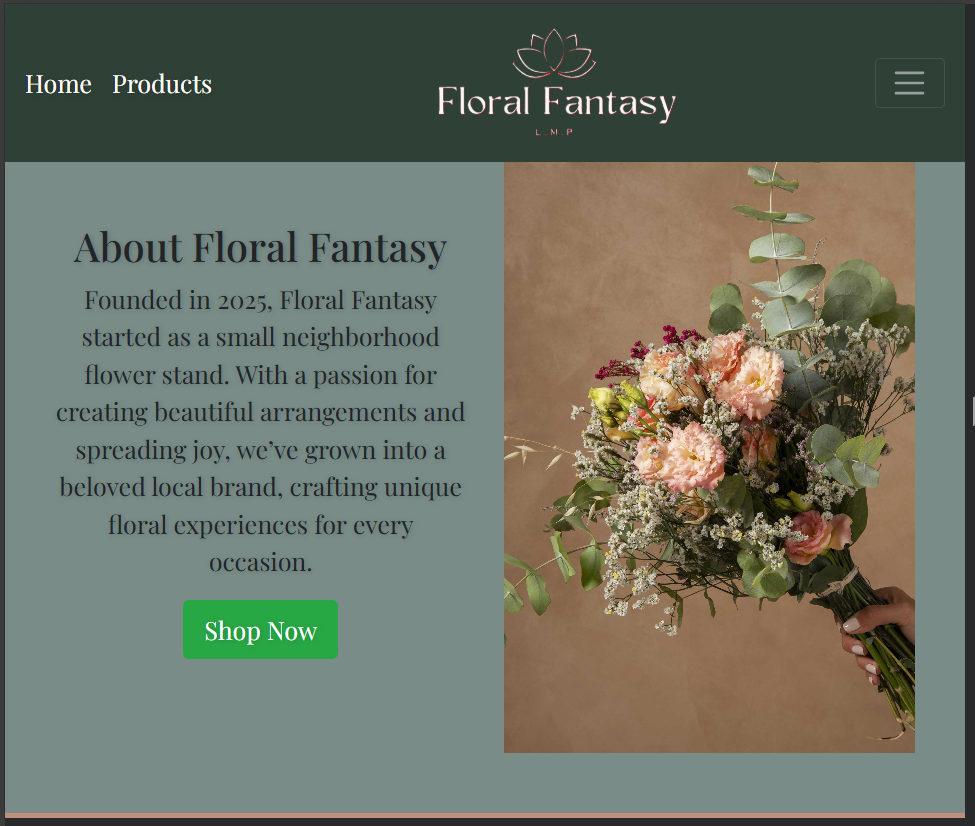 Home Products
Floral Fantasy
L.M.P
About Floral Fantasy
Founded in 2025, Floral Fantasy
started as a small neighborhood
flower stand. With a passion for
creating beautiful arrangements and
spreading joy, we’ve grown into a
beloved local brand, crafting unique
floral experiences for every
occasion.
Shop Now